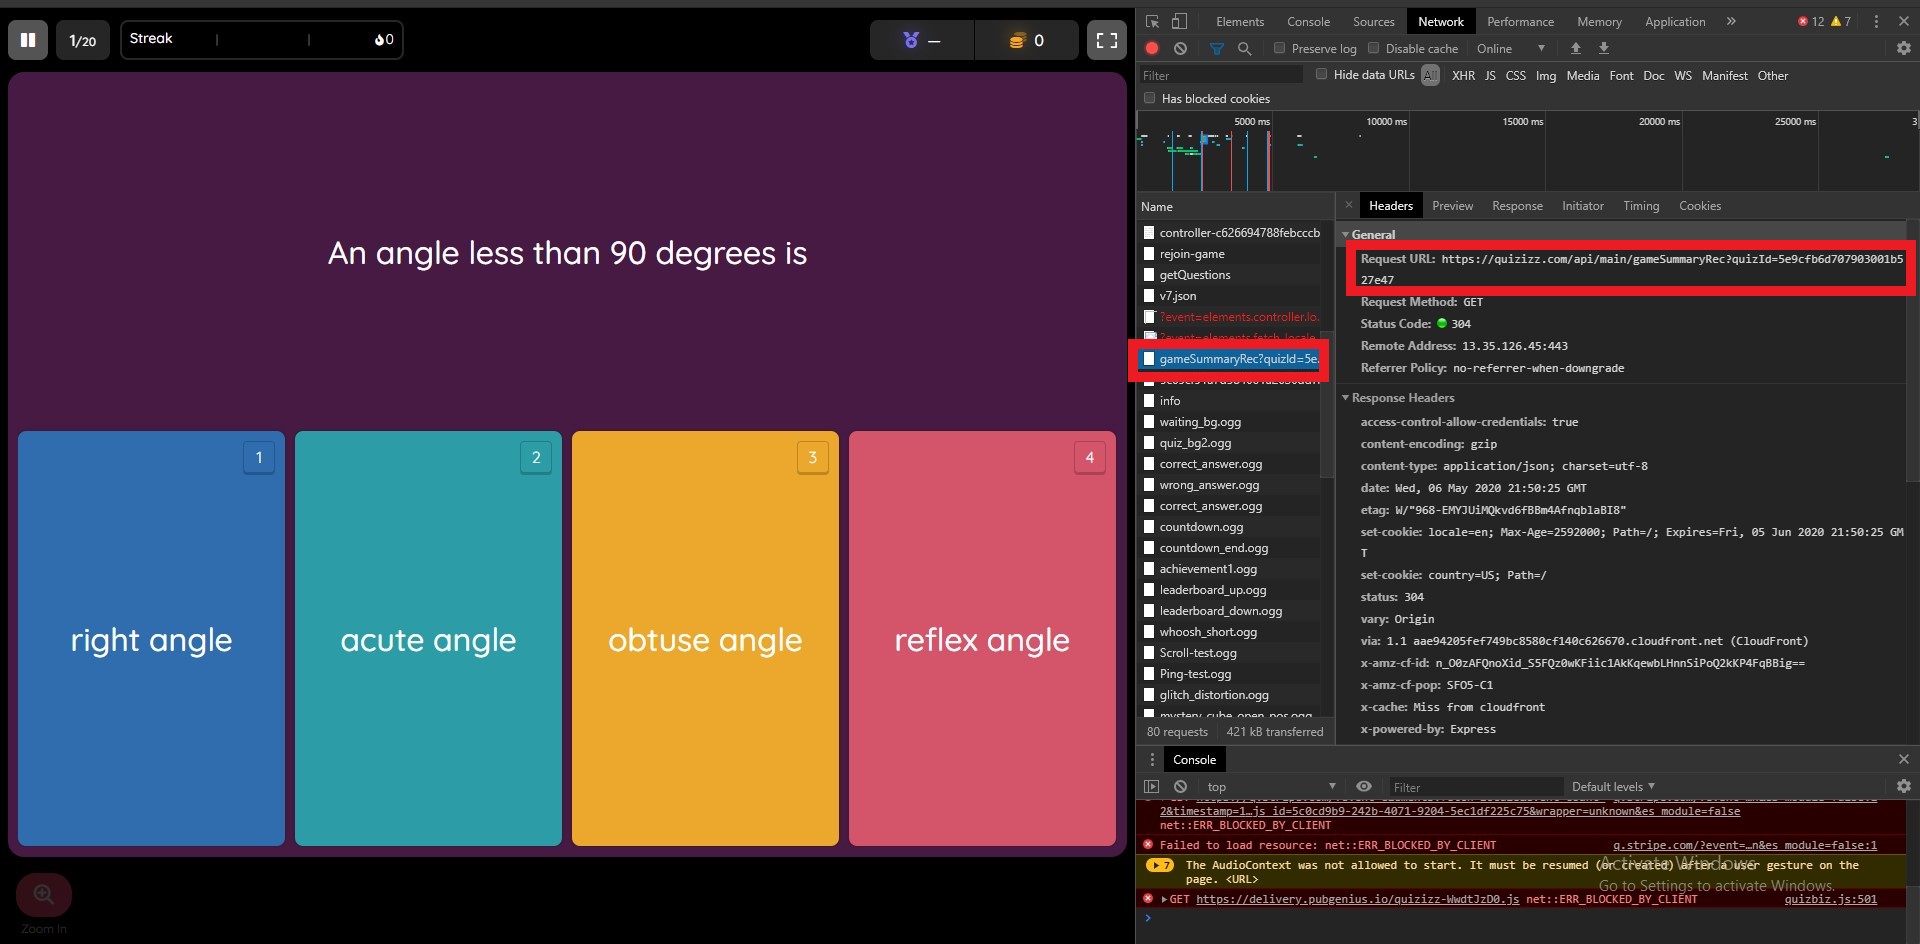 1/20
Streak
0
—
0
An angle less than 90 degrees is
1
right angle
2
acute angle
3
obtuse angle
4
reflex angle
Zoom In
Elements Console Sources Network Performance Memory Application » 12 7
Preserve log Disable cache Online
Filter Hide data URLs All XHR JS CSS Img Media Font Doc WS Manifest Other
Has blocked cookies
5000 ms 10000 ms 15000 ms 20000 ms 25000 ms 3
Name
controller-c626694788febcccb
rejoin-game
getQuestions
v7.json
?event=elements.controller.lo.
?event=elements.fetch_locale
gameSummaryRec?quizId=5e.
info
waiting_bg.ogg
quiz_bg2.ogg
correct_answer.ogg
wrong_answer.ogg
correct_answer.ogg
countdown.ogg
countdown_end.ogg
achievement1.ogg
leaderboard_up.ogg
leaderboard_down.ogg
whoosh_short.ogg
Scroll-test.ogg
Ping-test.ogg
glitch_distortion.ogg
mystery_cube_open_pos.ogg
80 requests 421 kB transferred
Headers Preview Response Initiator Timing Cookies
General
Request URL: https://quizizz.com/api/main/gameSummaryRec?quizId=5e9cfb6d707903001b5
27e47
Request Method: GET
Status Code: 304
Remote Address: 13.35.126.45:443
Referrer Policy: no-referrer-when-downgrade
Response Headers
access-control-allow-credentials: true
content-encoding: gzip
content-type: application/json; charset=utf-8
date: Wed, 06 May 2020 21:50:25 GMT
etag: W/"968-EMYJUiMQkvd6fBBm4AfnqblaBI8"
set-cookie: locale=en; Max-Age=2592000; Path=/; Expires=Fri, 05 Jun 2020 21:50:25 GM
T
set-cookie: country=US; Path=/
status: 304
vary: Origin
via: 1.1 aae94205fef749bc8580cf140c626670.cloudfront.net (CloudFront)
x-amz-cf-id: n_O0zAFQnoXid_S5FQz0wKFiic1AkKqewbLHnnSiPoQ2kKP4FqBBig==
x-amz-cf-pop: SFO5-C1
x-cache: Miss from cloudfront
x-powered-by: Express
Console
top Filter Default levels
2&timestamp=1…js_id=5c0cd9b9-242b-4071-9204-5ec1df225c75&wrapper=unknown&es_module=false
net::ERR_BLOCKED_BY_CLIENT
Failed to load resource: net::ERR_BLOCKED_BY_CLIENT q.stripe.com/?event=…n&es_module=false:1
7 The AudioContext was not allowed to start. It must be resumed (or created) after a user gesture on the
page. <URL>
GET https://delivery.pubgenius.io/quizizz-WwdtJzD0.js net::ERR_BLOCKED_BY_CLIENT quizbiz.js:501
Activate Windows
Go to Settings to activate Windows.